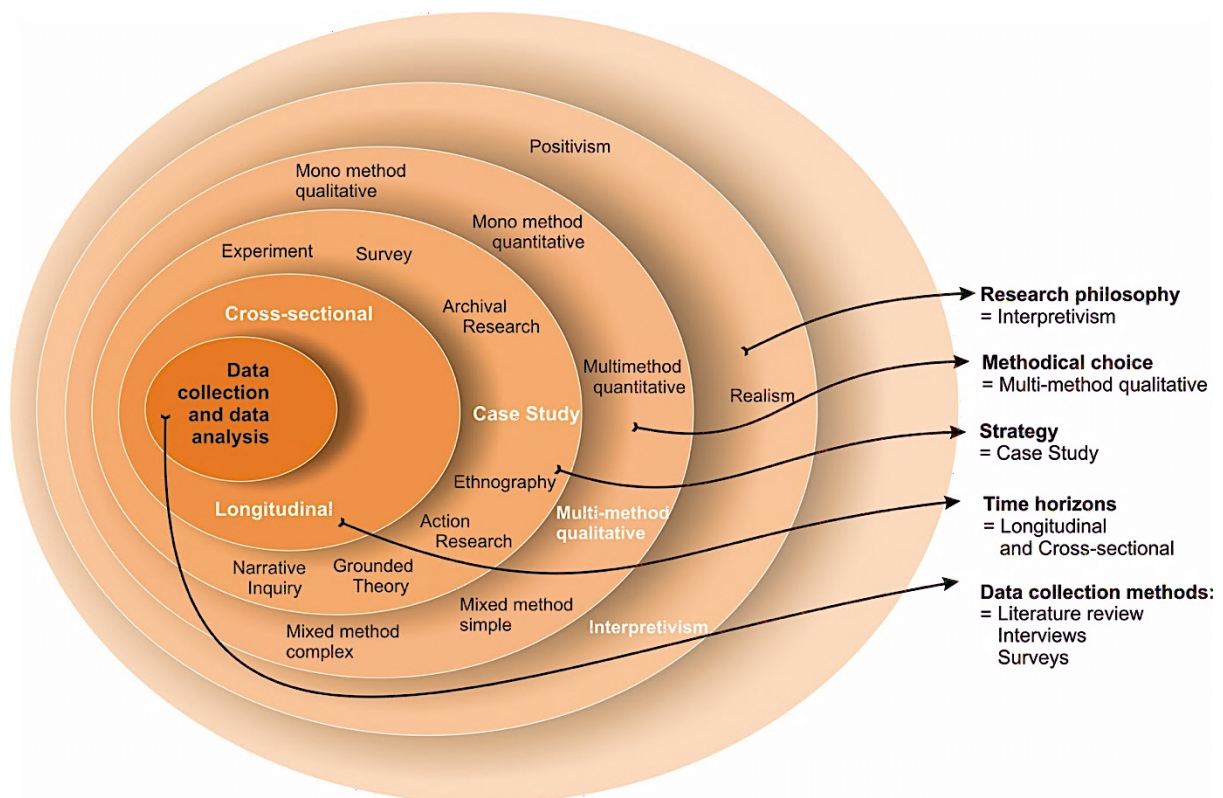 Positivism
Mono method
qualitative
Mono method
quantitative
Experiment
Survey
Archival
Research
Cross-sectional
Multimethod
quantitative
Realism
Data
collection
and data
analysis
Case Study
Ethnography
Longitudinal
Multi-method
qualitative
Action
Research
Narrative
Inquiry
Grounded
Theory
Mixed method
simple
Mixed method
complex
Interpretivism
Research philosophy
= Interpretivism
Methodical choice
= Multi-method qualitative
Strategy
= Case Study
Time horizons
= Longitudinal
and Cross-sectional
Data collection methods:
= Literature review
Interviews
Surveys